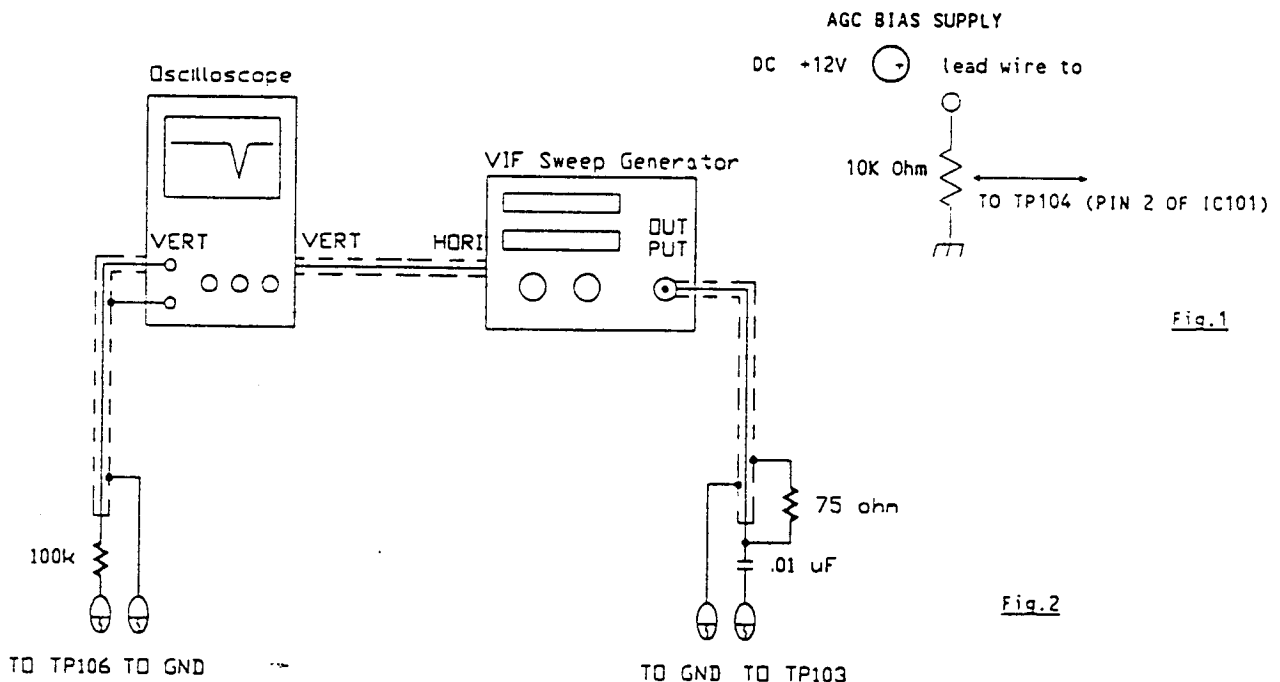 AGC BIAS SUPPLY
DC +12V + lead wire to
10K Ohm
TO TP104 (PIN 2 OF IC101)
Fig.1
Oscilloscope
VERT
VERT
HORI
VIF Sweep Generator
OUT
PUT
75 ohm
.01 uF
100k
TO TP106 TO GND
TO GND TO TP103
Fig.2